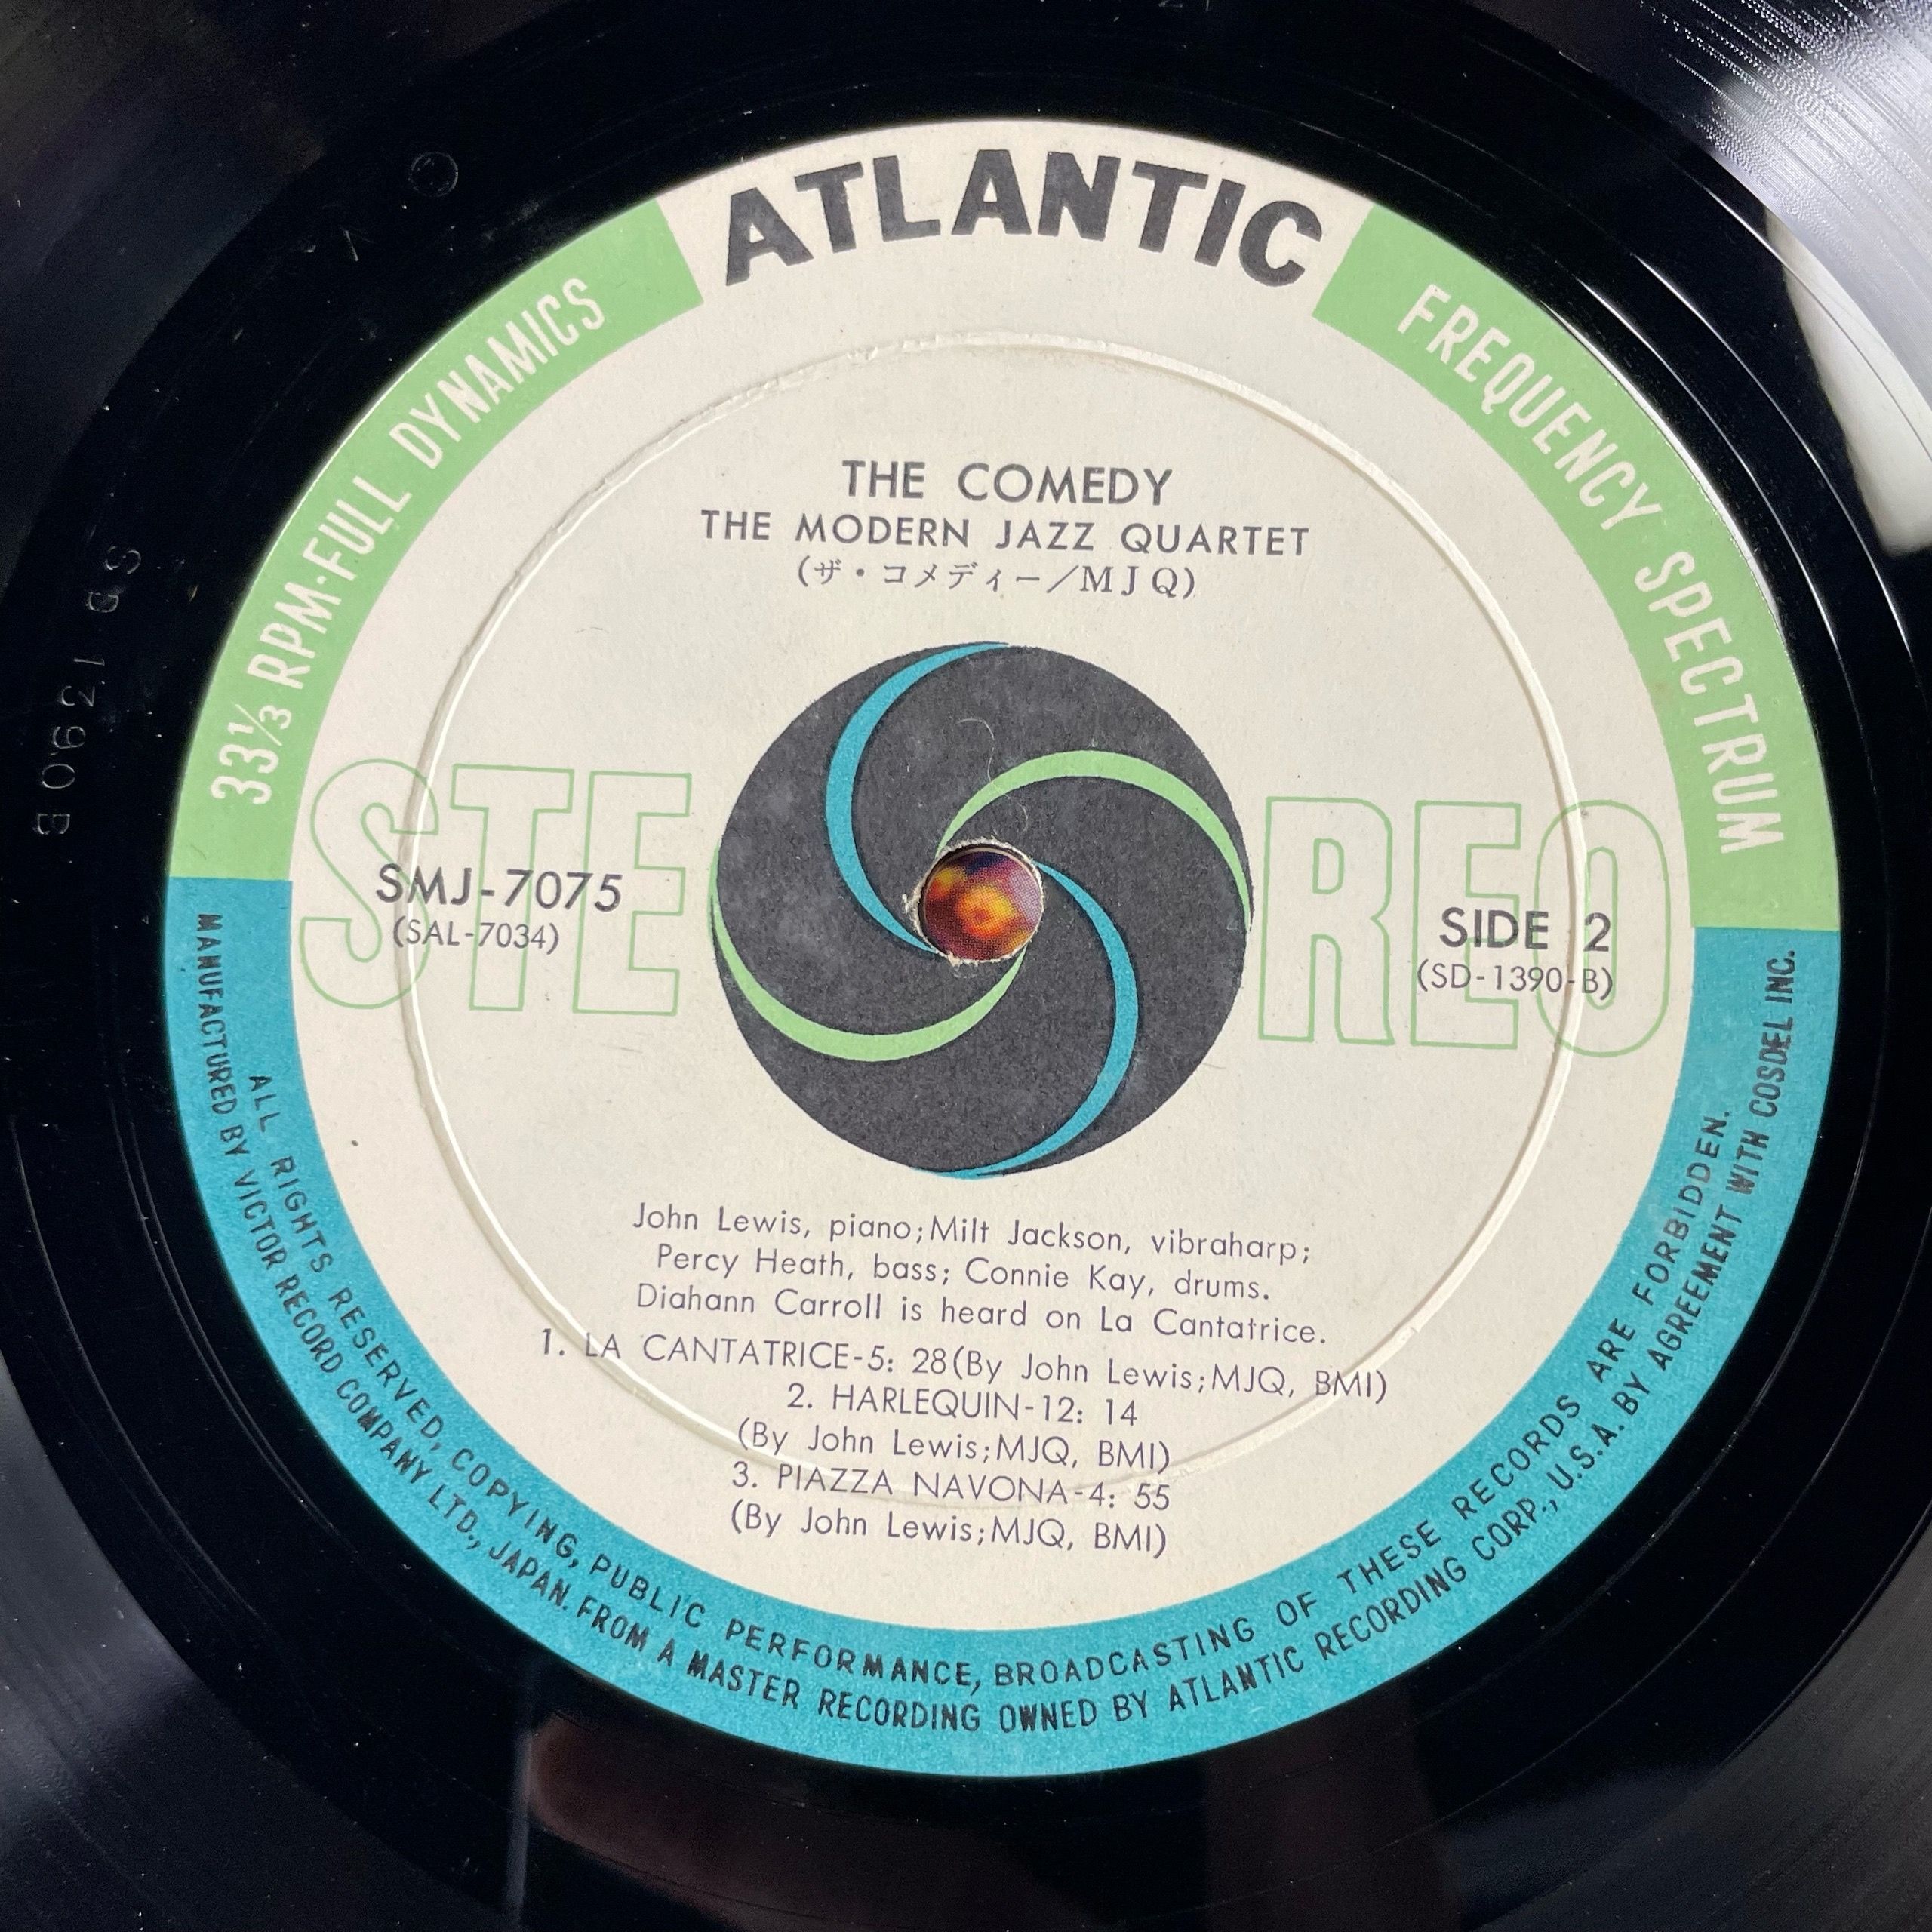 ATLANTIC
33⅓ RPM·FULL DYNAMICS
FREQUENCY SPECTRUM
THE COMEDY
THE MODERN JAZZ QUARTET
(ザ・コメディー/MJQ)
STEREO
SMJ-7075
(SAL-7034)
SIDE 2
(SD-1390-B)
John Lewis, piano; Milt Jackson, vibraharp;
Percy Heath, bass; Connie Kay, drums.
Diahann Carroll is heard on La Cantatrice.
1. LA CANTATRICE-5: 28(By John Lewis;MJQ, BMI)
2. HARLEQUIN-12: 14
(By John Lewis;MJQ, BMI)
3. PIAZZA NAVONA-4: 55
(By John Lewis;MJQ, BMI)
ALL RIGHTS RESERVED, COPYING, PUBLIC PERFORMANCE, BROADCASTING OF THESE RECORDS ARE FORBIDDEN.
MANUFACTURED BY VICTOR RECORD COMPANY LTD., JAPAN. FROM A MASTER RECORDING OWNED BY ATLANTIC RECORDING CORP., U.S.A. BY AGREEMENT WITH COSDEL INC.
SD 1390 B